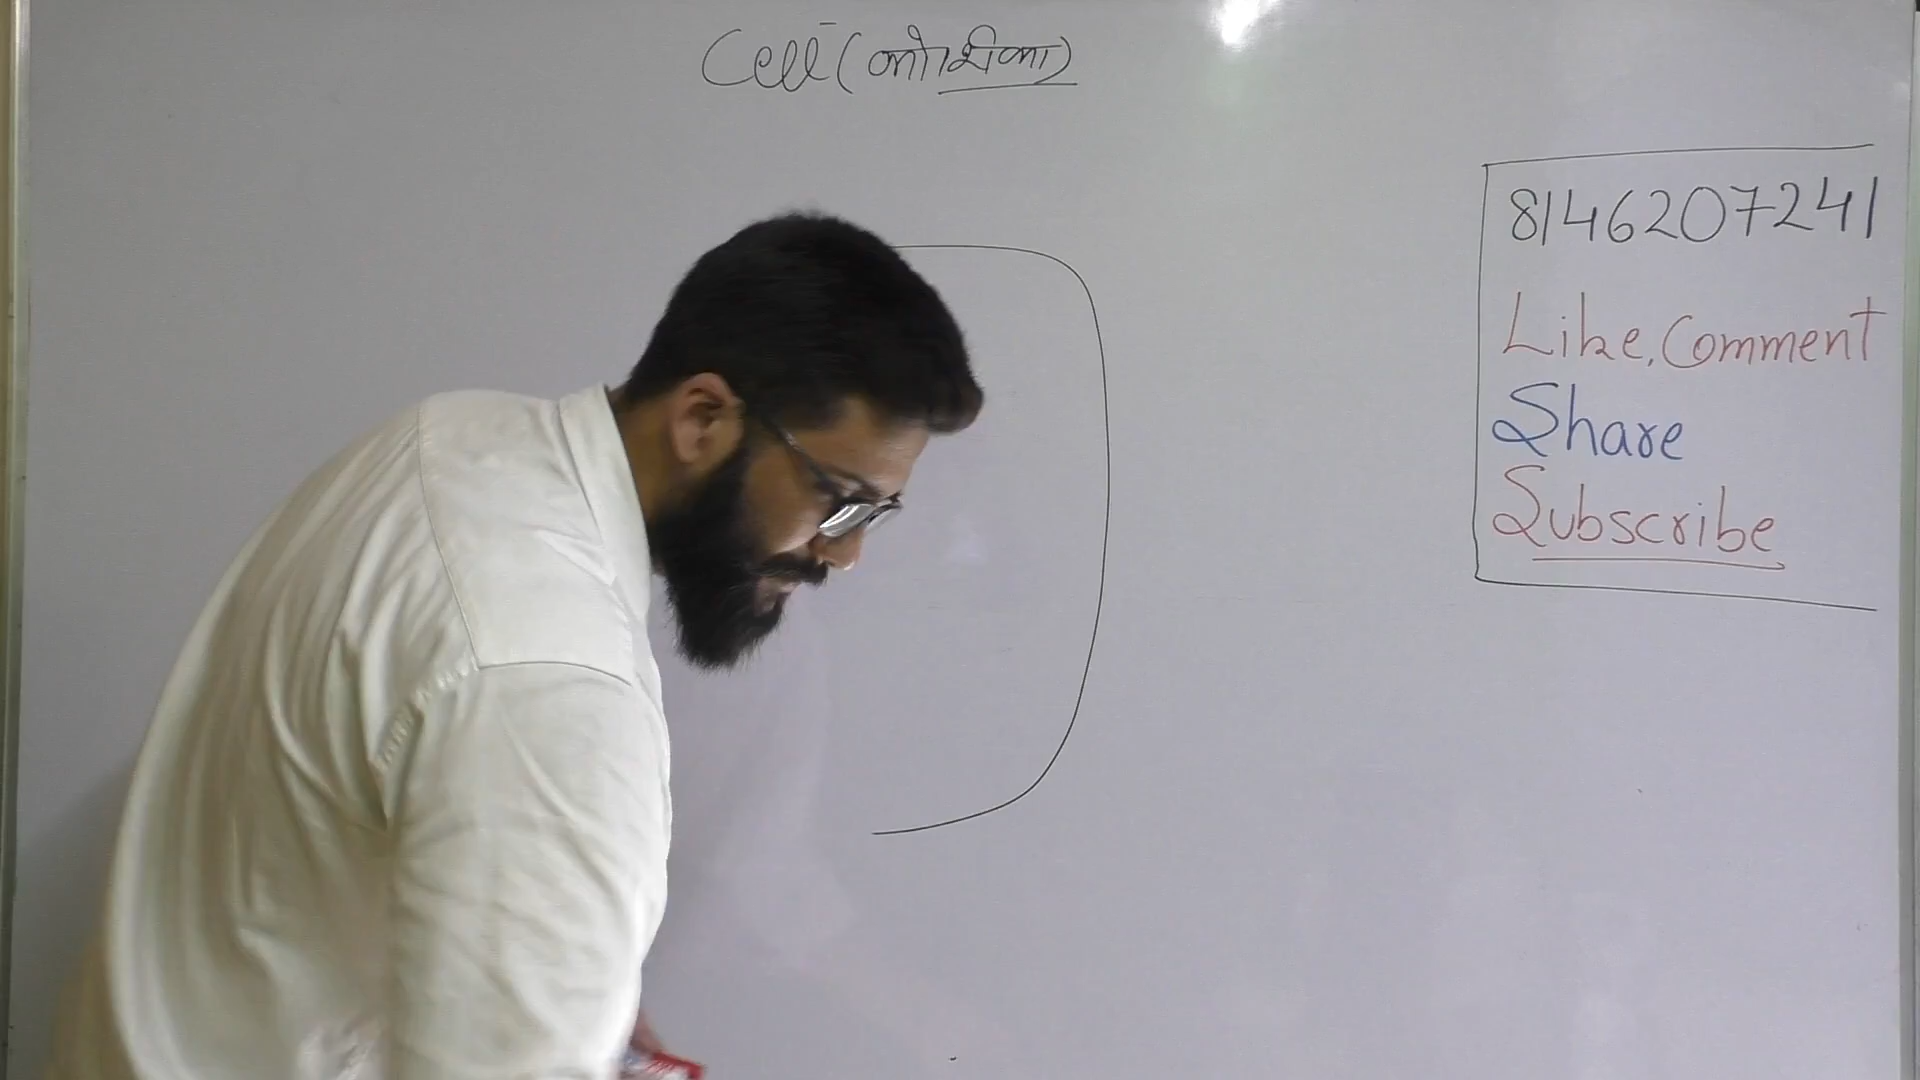 Cell (कोशिका)
8146207241
Like, Comment
Share
Subscribe